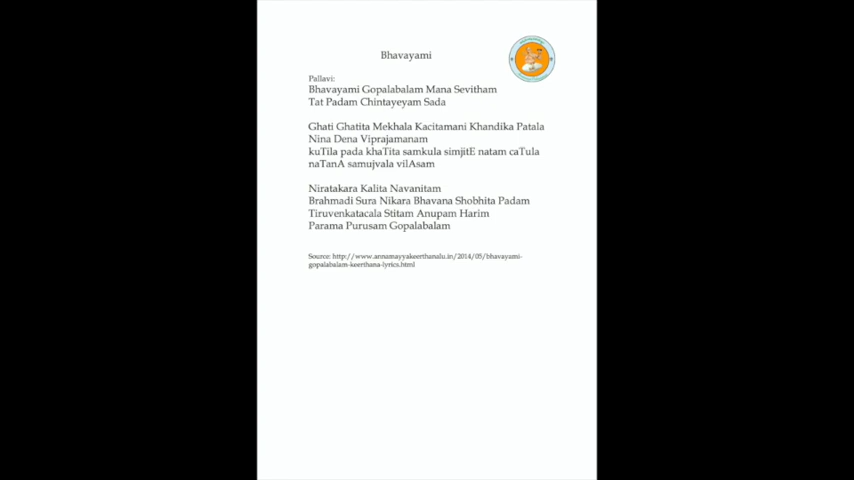 Bhavayami
Pallavi:
Bhavayami Gopalabalam Mana Sevitham
Tat Padam Chintayeyam Sada
Ghati Ghatita Mekhala Kacitamani Khandika Patala
Nina Dena Viprajamanam
kuTila pada khaTita samkula simjitE natam caTula
naTanA samujvala vilAsam
Niratakara Kalita Navanitam
Brahmadi Sura Nikara Bhavana Shobhita Padam
Tiruvenkatacala Stitam Anupam Harim
Parama Purusam Gopalabalam
Source: http://www.annamayyakeerthanalu.in/2014/05/bhavayami-
gopalabalam-keerthana-lyrics.html